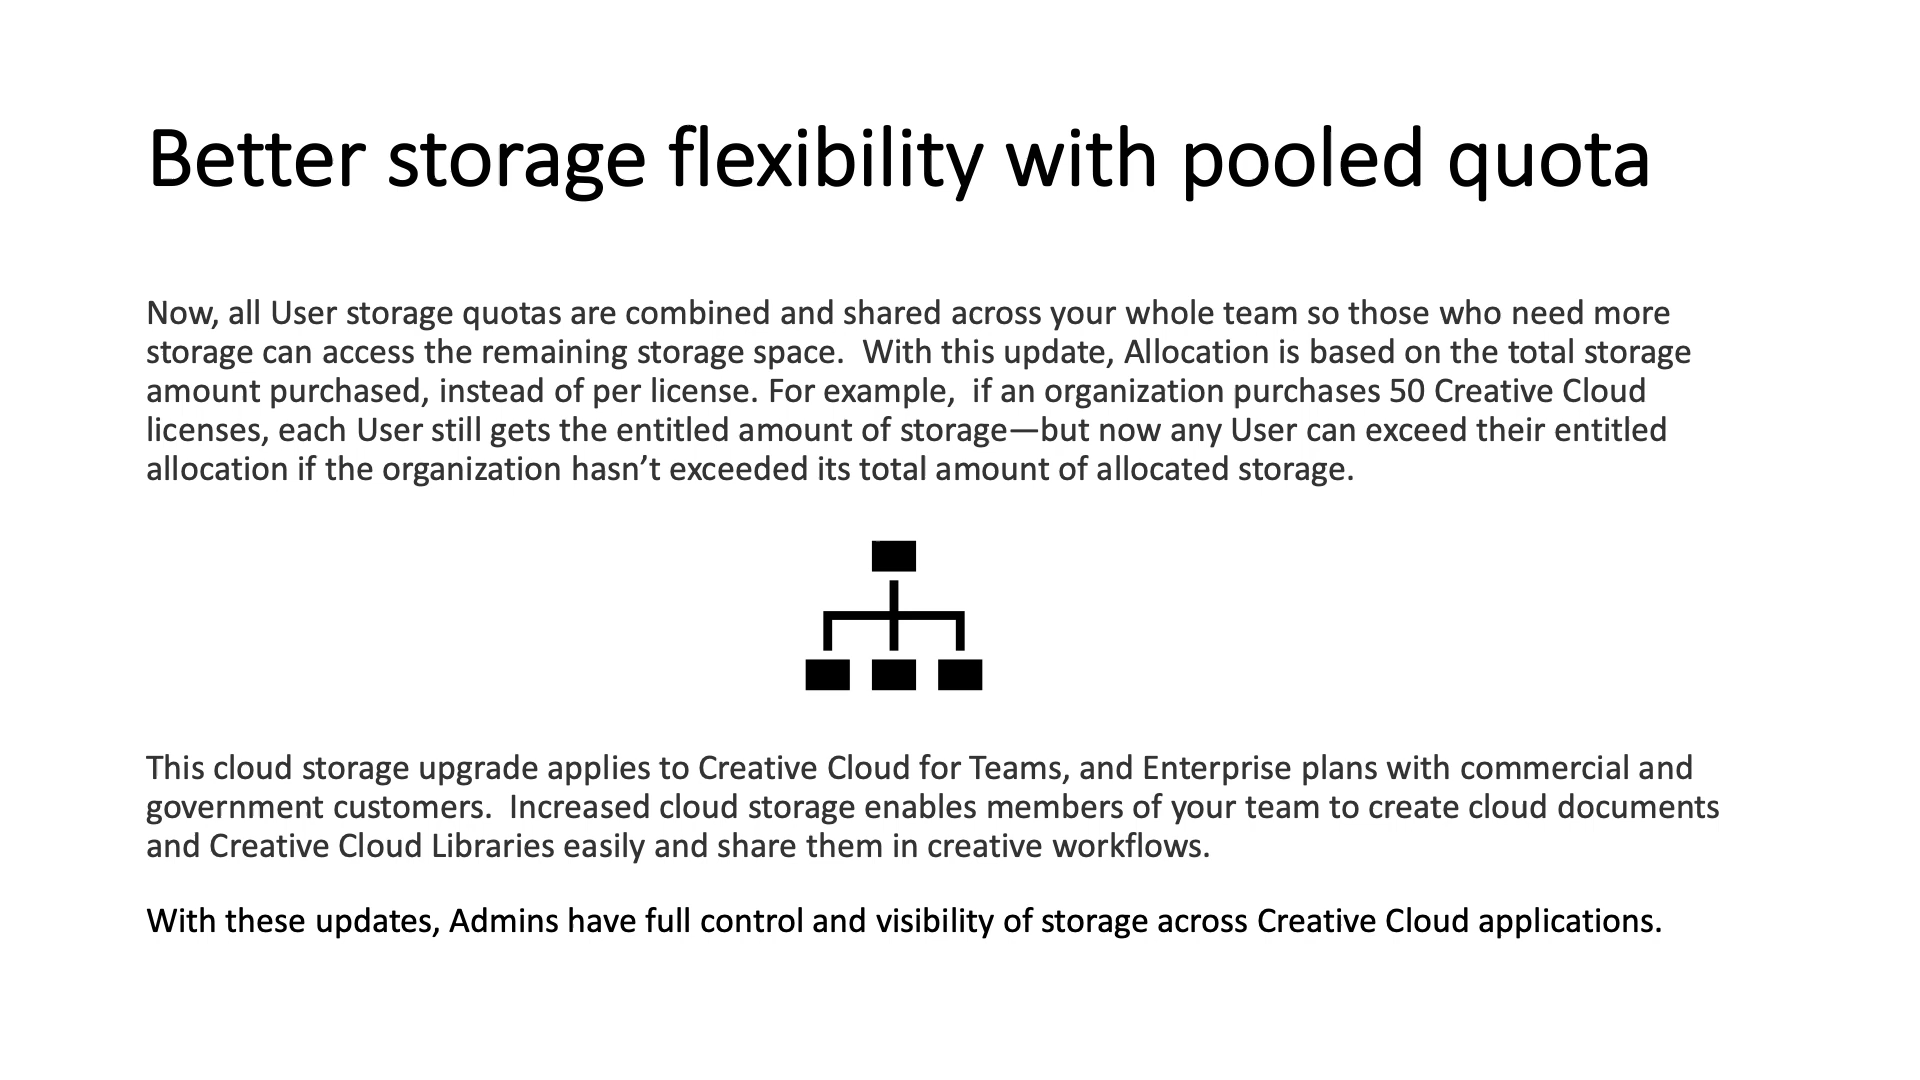 Better storage flexibility with pooled quota
Now, all User storage quotas are combined and shared across your whole team so those who need more
storage can access the remaining storage space.  With this update, Allocation is based on the total storage
amount purchased, instead of per license. For example,  if an organization purchases 50 Creative Cloud
licenses, each User still gets the entitled amount of storage—but now any User can exceed their entitled
allocation if the organization hasn’t exceeded its total amount of allocated storage.
This cloud storage upgrade applies to Creative Cloud for Teams, and Enterprise plans with commercial and
government customers.  Increased cloud storage enables members of your team to create cloud documents
and Creative Cloud Libraries easily and share them in creative workflows.
With these updates, Admins have full control and visibility of storage across Creative Cloud applications.